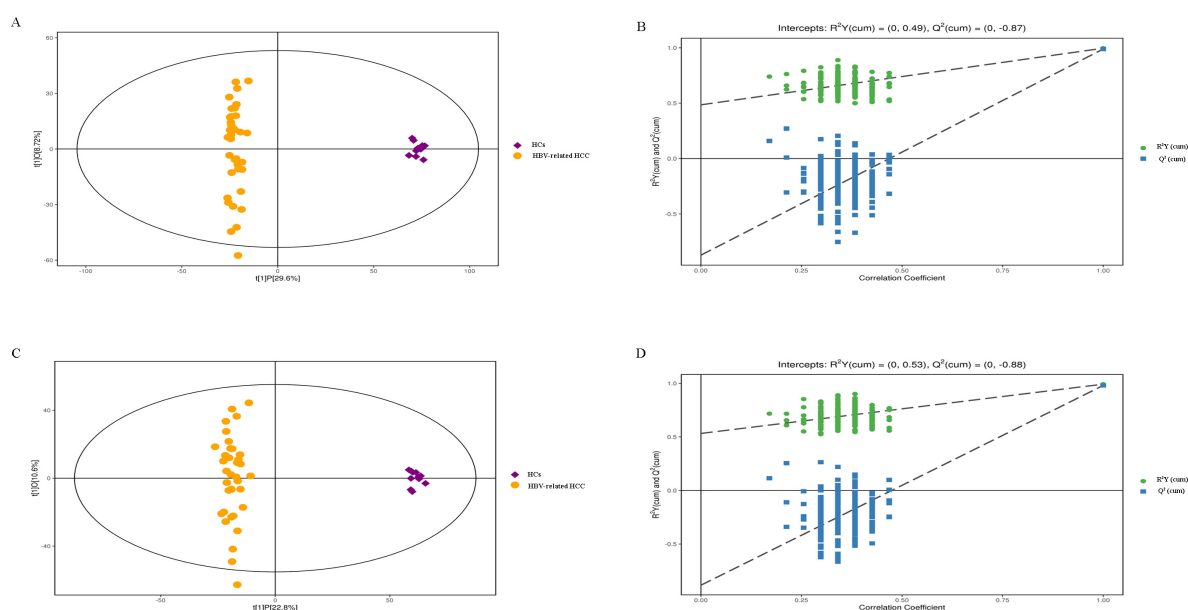 A
60
30
0
-30
-60
t[1]O[8.72%]
-100
-50
0
50
100
t[1]P[29.6%]
HCs
HBV-related HCC
B
Intercepts: R²Y(cum) = (0, 0.49), Q²(cum) = (0, -0.87)
1.0
0.5
0.0
-0.5
R²Y(cum) and Q²(cum)
0.00
0.25
0.50
0.75
1.00
Correlation Coefficient
R²Y (cum)
Q² (cum)
C
40
0
-40
t[1]O[10.6%]
-50
0
50
t[1]P[22.8%]
HCs
HBV-related HCC
D
Intercepts: R²Y(cum) = (0, 0.53), Q²(cum) = (0, -0.88)
1.0
0.5
0.0
-0.5
R²Y(cum) and Q²(cum)
0.00
0.25
0.50
0.75
1.00
Correlation Coefficient
R²Y (cum)
Q² (cum)